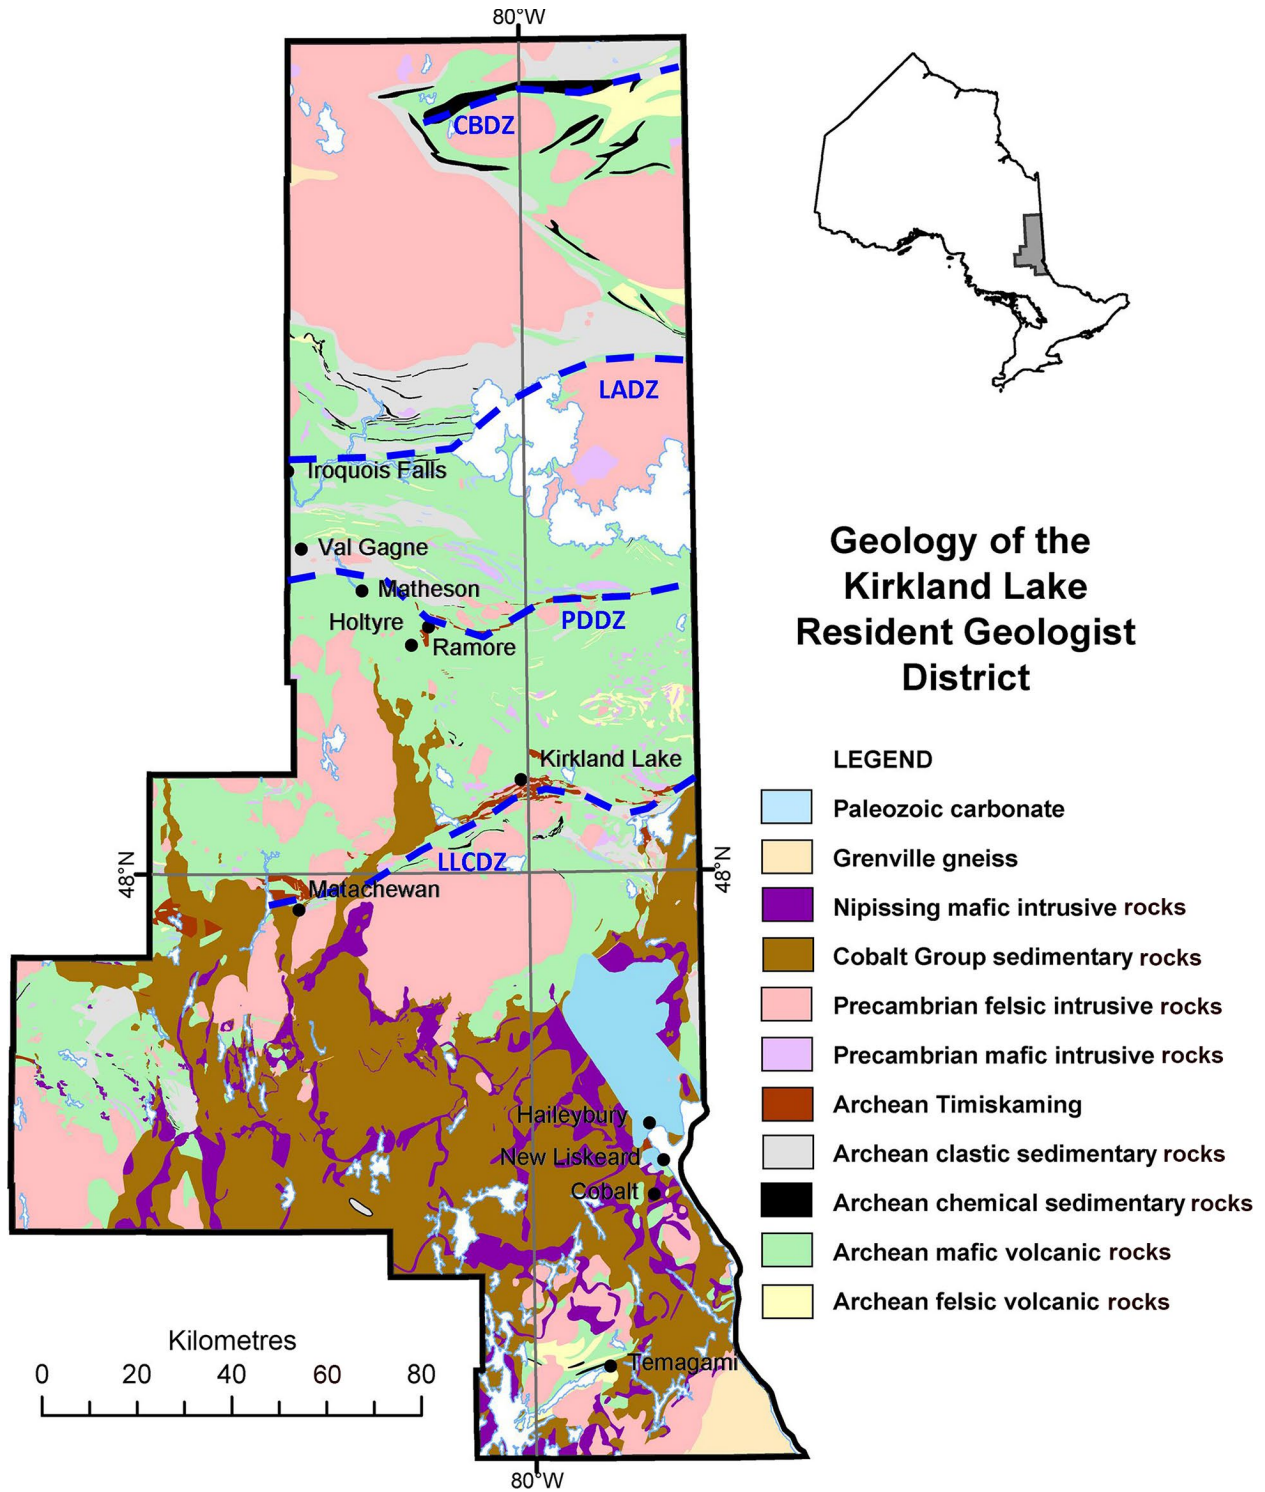 80°W
CBDZ
LADZ
Iroquois Falls
Val Gagne
Matheson
Holtyre
PDDZ
Ramore
Kirkland Lake
LLCDZ
48°N
48°N
Matachewan
Haileybury
New Liskeard
Cobalt
Temagami
80°W
Kilometres
0 20 40 60 80
Geology of the
Kirkland Lake
Resident Geologist
District
LEGEND
Paleozoic carbonate
Grenville gneiss
Nipissing mafic intrusive rocks
Cobalt Group sedimentary rocks
Precambrian felsic intrusive rocks
Precambrian mafic intrusive rocks
Archean Timiskaming
Archean clastic sedimentary rocks
Archean chemical sedimentary rocks
Archean mafic volcanic rocks
Archean felsic volcanic rocks